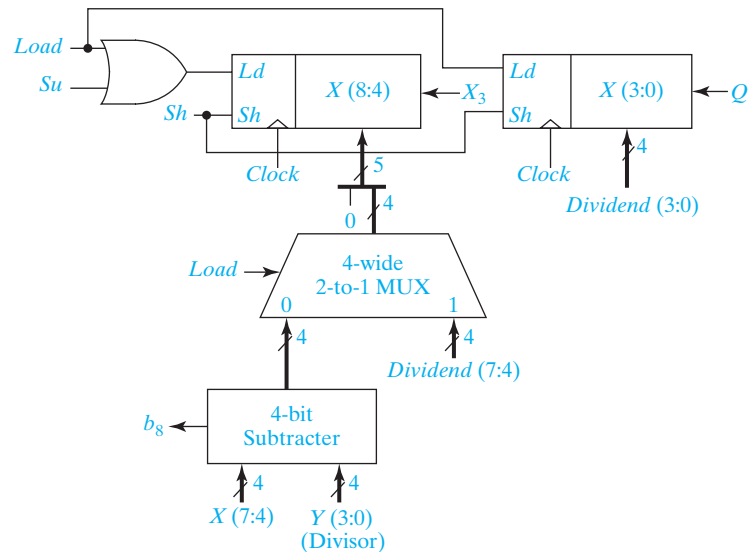 Load
Su
Ld
X (8:4)
X₃
Sh
Sh
Clock
Ld
X (3:0)
Q
Sh
Clock
4
Dividend (3:0)
5
0
4
Load
4-wide
2-to-1 MUX
0
1
4
4
Dividend (7:4)
b₈
4-bit
Subtracter
4
4
X (7:4)
Y (3:0)
(Divisor)